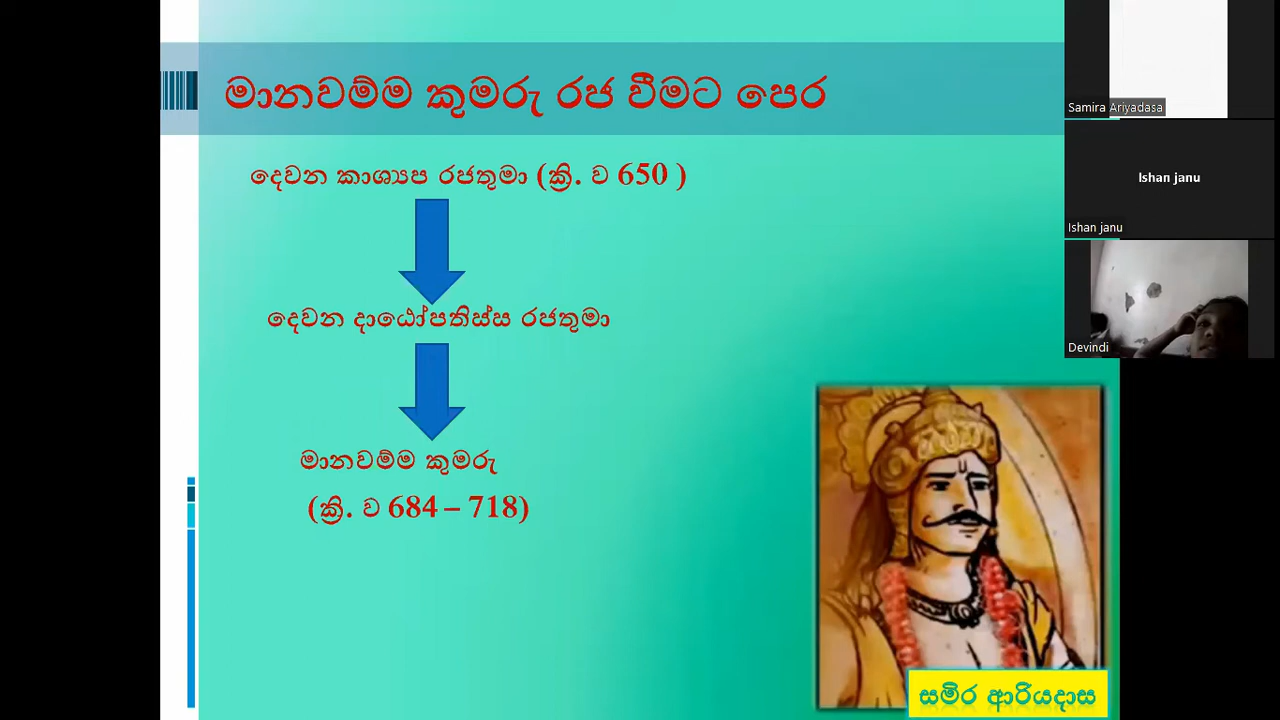 මානවම්ම කුමරු රජ වීමට පෙර
දෙවන කාශ්‍යප රජතුමා (ක්‍රි. ව 650 )
දෙවන දාඨෝපතිස්ස රජතුමා
මානවම්ම කුමරු
(ක්‍රි. ව 684 – 718)
සමිර ආරියදාස
Samira Ariyadasa
Ishan janu
Ishan janu
Devindi